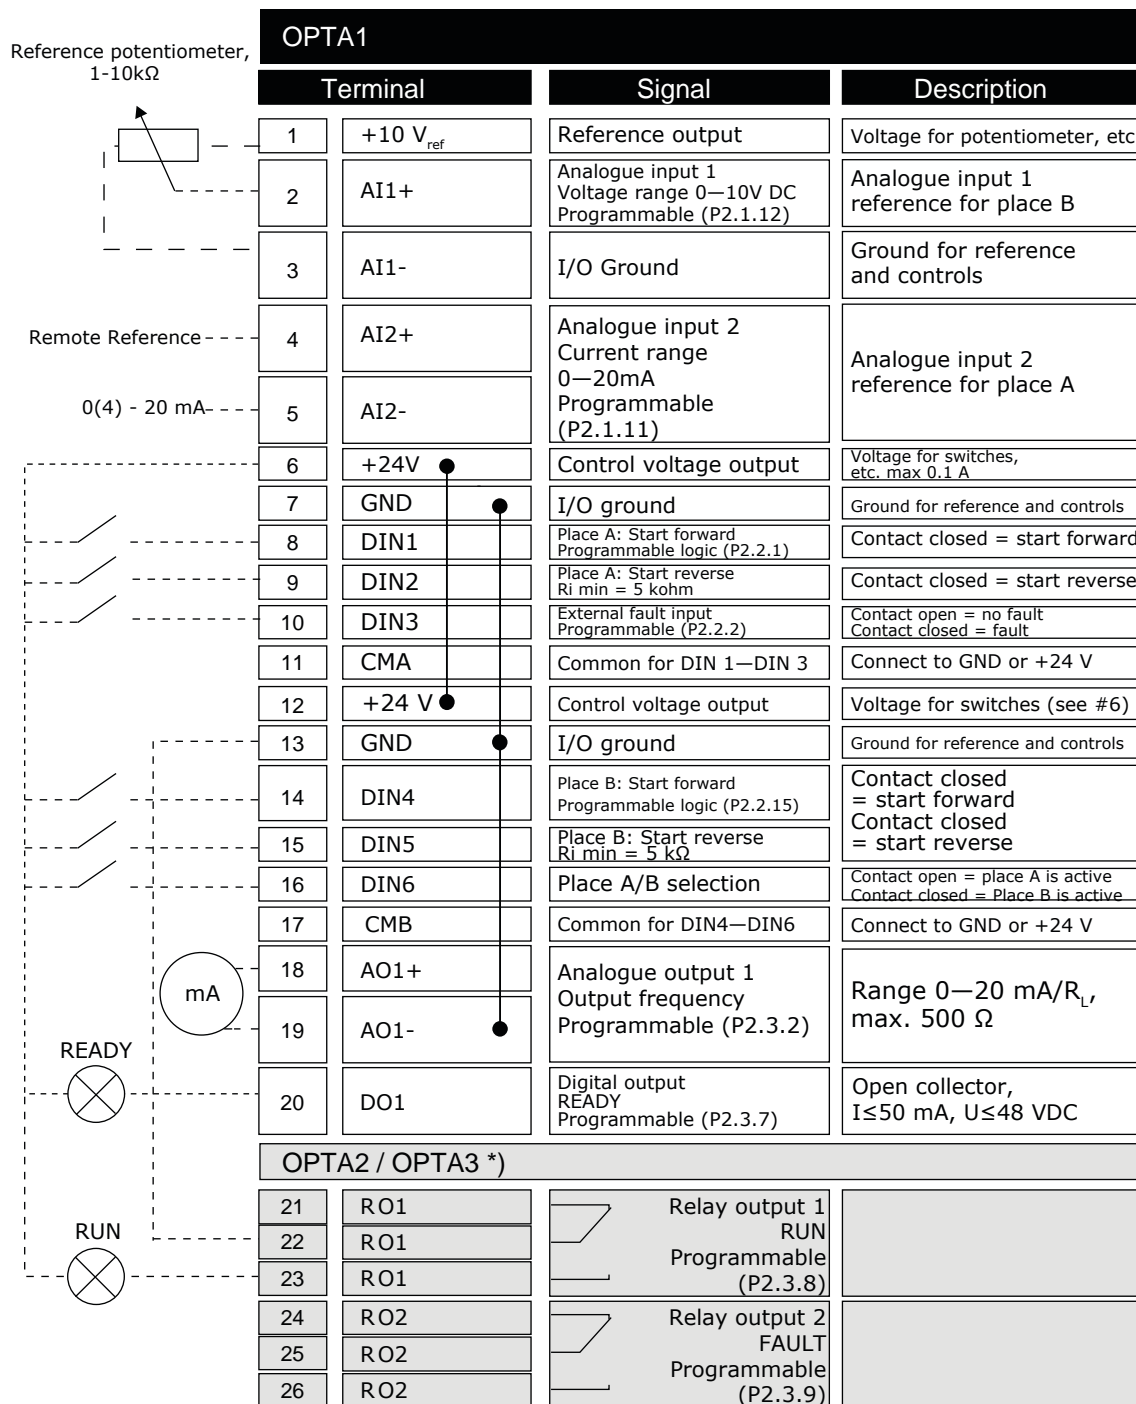 Reference potentiometer,
1-10kΩ
OPTA1
Terminal Signal Description
1 +10 Vref Reference output Voltage for potentiometer, etc
2 AI1+ Analogue input 1
Voltage range 0—10V DC
Programmable (P2.1.12)
Analogue input 1
reference for place B
3 AI1- I/O Ground
Ground for reference
and controls
Remote Reference
4 AI2+
0(4) - 20 mA
5 AI2-
Analogue input 2
Current range
0—20mA
Programmable
(P2.1.11)
Analogue input 2
reference for place A
6 +24V Control voltage output
Voltage for switches,
etc. max 0.1 A
7 GND I/O ground Ground for reference and controls
8 DIN1
Place A: Start forward
Programmable logic (P2.2.1)
Contact closed = start forward
9 DIN2
Place A: Start reverse
Ri min = 5 kohm
Contact closed = start reverse
10 DIN3
External fault input
Programmable (P2.2.2)
Contact open = no fault
Contact closed = fault
11 CMA Common for DIN 1—DIN 3 Connect to GND or +24 V
12 +24 V Control voltage output Voltage for switches (see #6)
13 GND I/O ground Ground for reference and controls
14 DIN4
Place B: Start forward
Programmable logic (P2.2.15)
15 DIN5
Place B: Start reverse
Ri min = 5 kΩ
Contact closed
= start forward
Contact closed
= start reverse
16 DIN6 Place A/B selection
Contact open = place A is active
Contact closed = Place B is active
17 CMB Common for DIN4—DIN6 Connect to GND or +24 V
mA
18 AO1+
19 AO1-
Analogue output 1
Output frequency
Programmable (P2.3.2)
Range 0—20 mA/RL,
max. 500 Ω
READY
20 DO1
Digital output
READY
Programmable (P2.3.7)
Open collector,
I≤50 mA, U≤48 VDC
OPTA2 / OPTA3 *)
RUN
21 RO1
22 RO1
23 RO1
Relay output 1
RUN
Programmable
(P2.3.8)
24 RO2
25 RO2
26 RO2
Relay output 2
FAULT
Programmable
(P2.3.9)